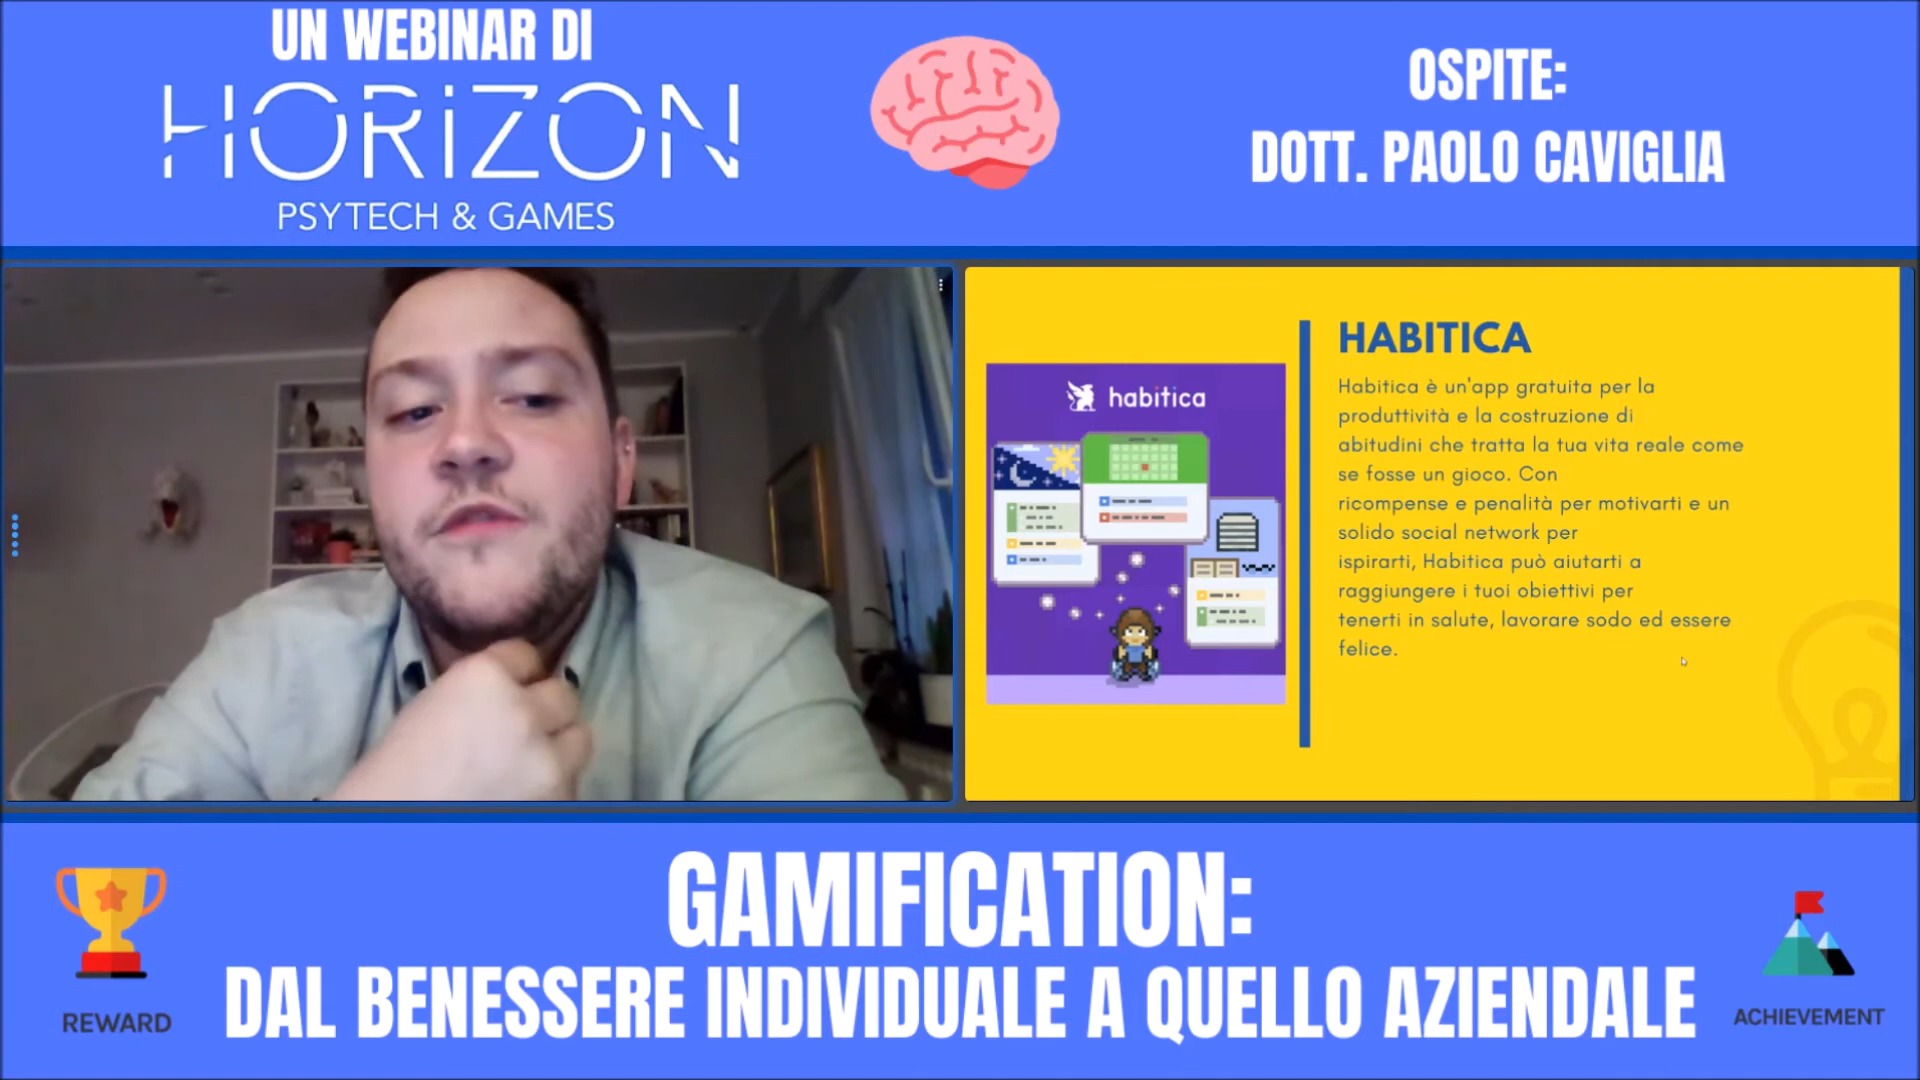 UN WEBINAR DI
HORiZON
PSYTECH & GAMES
OSPITE:
DOTT. PAOLO CAVIGLIA
habitica
HABITICA
Habitica è un'app gratuita per la
produttività e la costruzione di
abitudini che tratta la tua vita reale come
se fosse un gioco. Con
ricompense e penalità per motivarti e un
solido social network per
ispirarti, Habitica può aiutarti a
raggiungere i tuoi obiettivi per
tenerti in salute, lavorare sodo ed essere
felice.
GAMIFICATION:
DAL BENESSERE INDIVIDUALE A QUELLO AZIENDALE
REWARD
ACHIEVEMENT